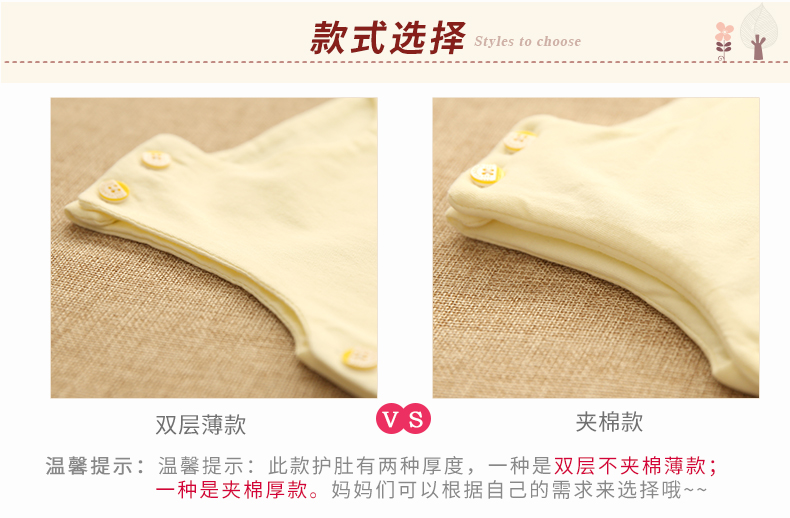 款式选择 Styles to choose
双层薄款
VS
夹棉款
温馨提示：温馨提示：此款护肚有两种厚度，一种是双层不夹棉薄款；
一种是夹棉厚款。妈妈们可以根据自己的需求来选择哦~~